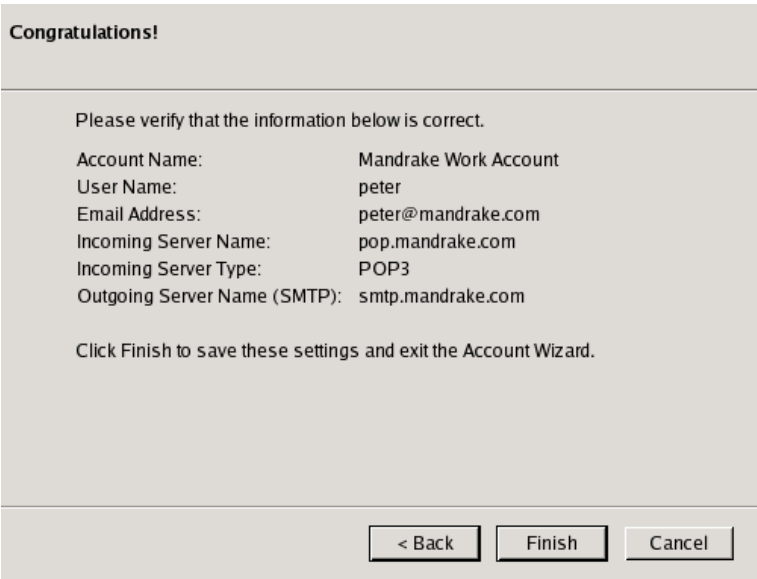 Congratulations!
Please verify that the information below is correct.
Account Name: Mandrake Work Account
User Name: peter
Email Address: peter@mandrake.com
Incoming Server Name: pop.mandrake.com
Incoming Server Type: POP3
Outgoing Server Name (SMTP): smtp.mandrake.com
Click Finish to save these settings and exit the Account Wizard.
< Back Finish Cancel